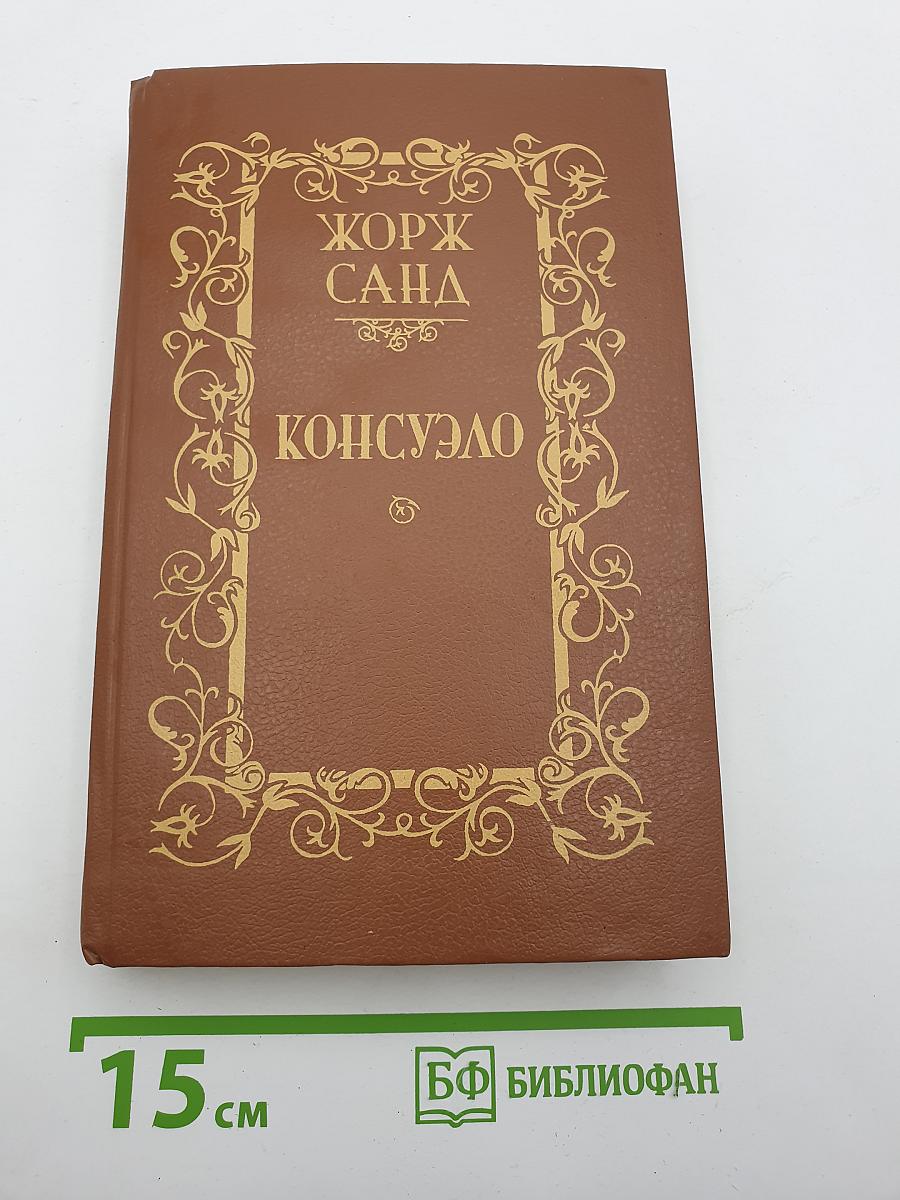 ЖОРЖ
САНД
КОНСУЭЛО
15 см
БФ БИБЛИОФАН